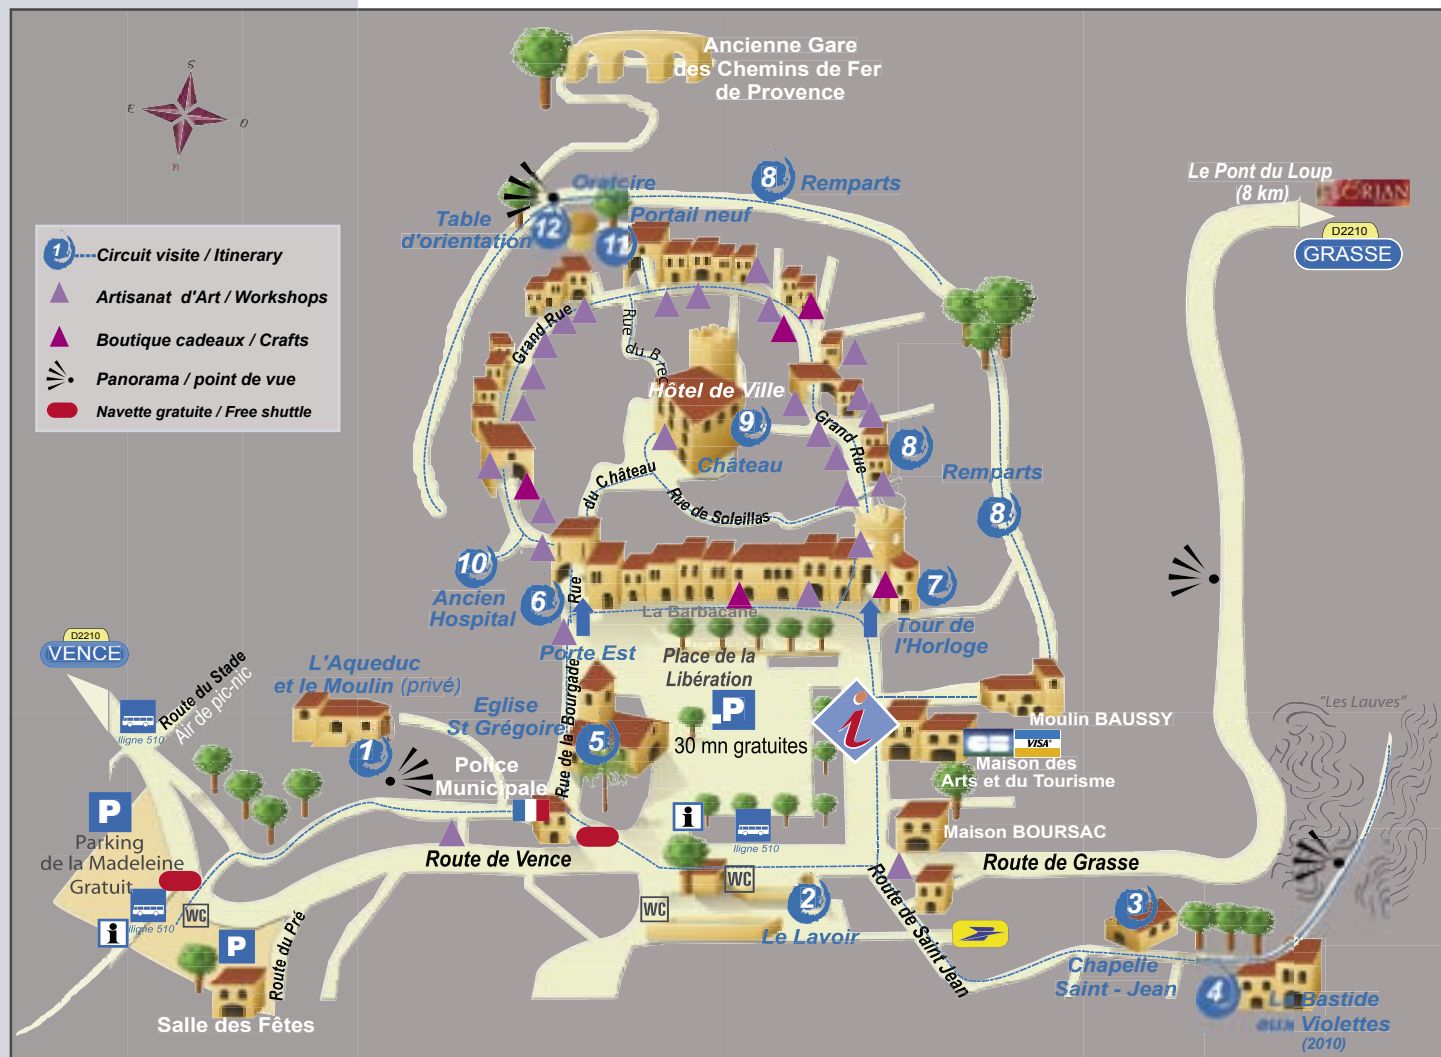 Ancienne Gare
des Chemins de Fer
de Provence
S
E
O
n
Le Pont du Loup
(8 km)
FLORIAN
D2210
GRASSE
8 Remparts
Oratoire
Table
d'orientation
12
Portail neuf
11
1 Circuit visite / Itinerary
Artisanat d'Art / Workshops
Boutique cadeaux / Crafts
Panorama / point de vue
Navette gratuite / Free shuttle
Grand Rue
Rue
du Brec
Hôtel de Ville
9
Château
Grand Rue
8
Remparts
8
du Château
Rue de Soleillas
10
Ancien
Hospital
6
Rue
7
La Barbacane
Tour de
l'Horloge
Porte Est
Place de la
Libération
P
30 mn gratuites
D2210
VENCE
Route du Stade
Air de pic-nic
lligne 510
L'Aqueduc
et le Moulin (privé)
1
Eglise
St Grégoire
5
Rue de la Bourgade
Police
Municipale
i
Moulin BAUSSY
VISA
Maison des
Arts et du Tourisme
"Les Lauves"
P
Parking
de la Madeleine
Gratuit
i
lligne 510
Maison BOURSAC
Route de Vence
Route de Grasse
WC
WC
2
Le Lavoir
Route de Saint Jean
3
Chapelle
Saint - Jean
4
La Bastide
aux Violettes
(2010)
WC
i
lligne 510
P
Route du Pré
Salle des Fêtes